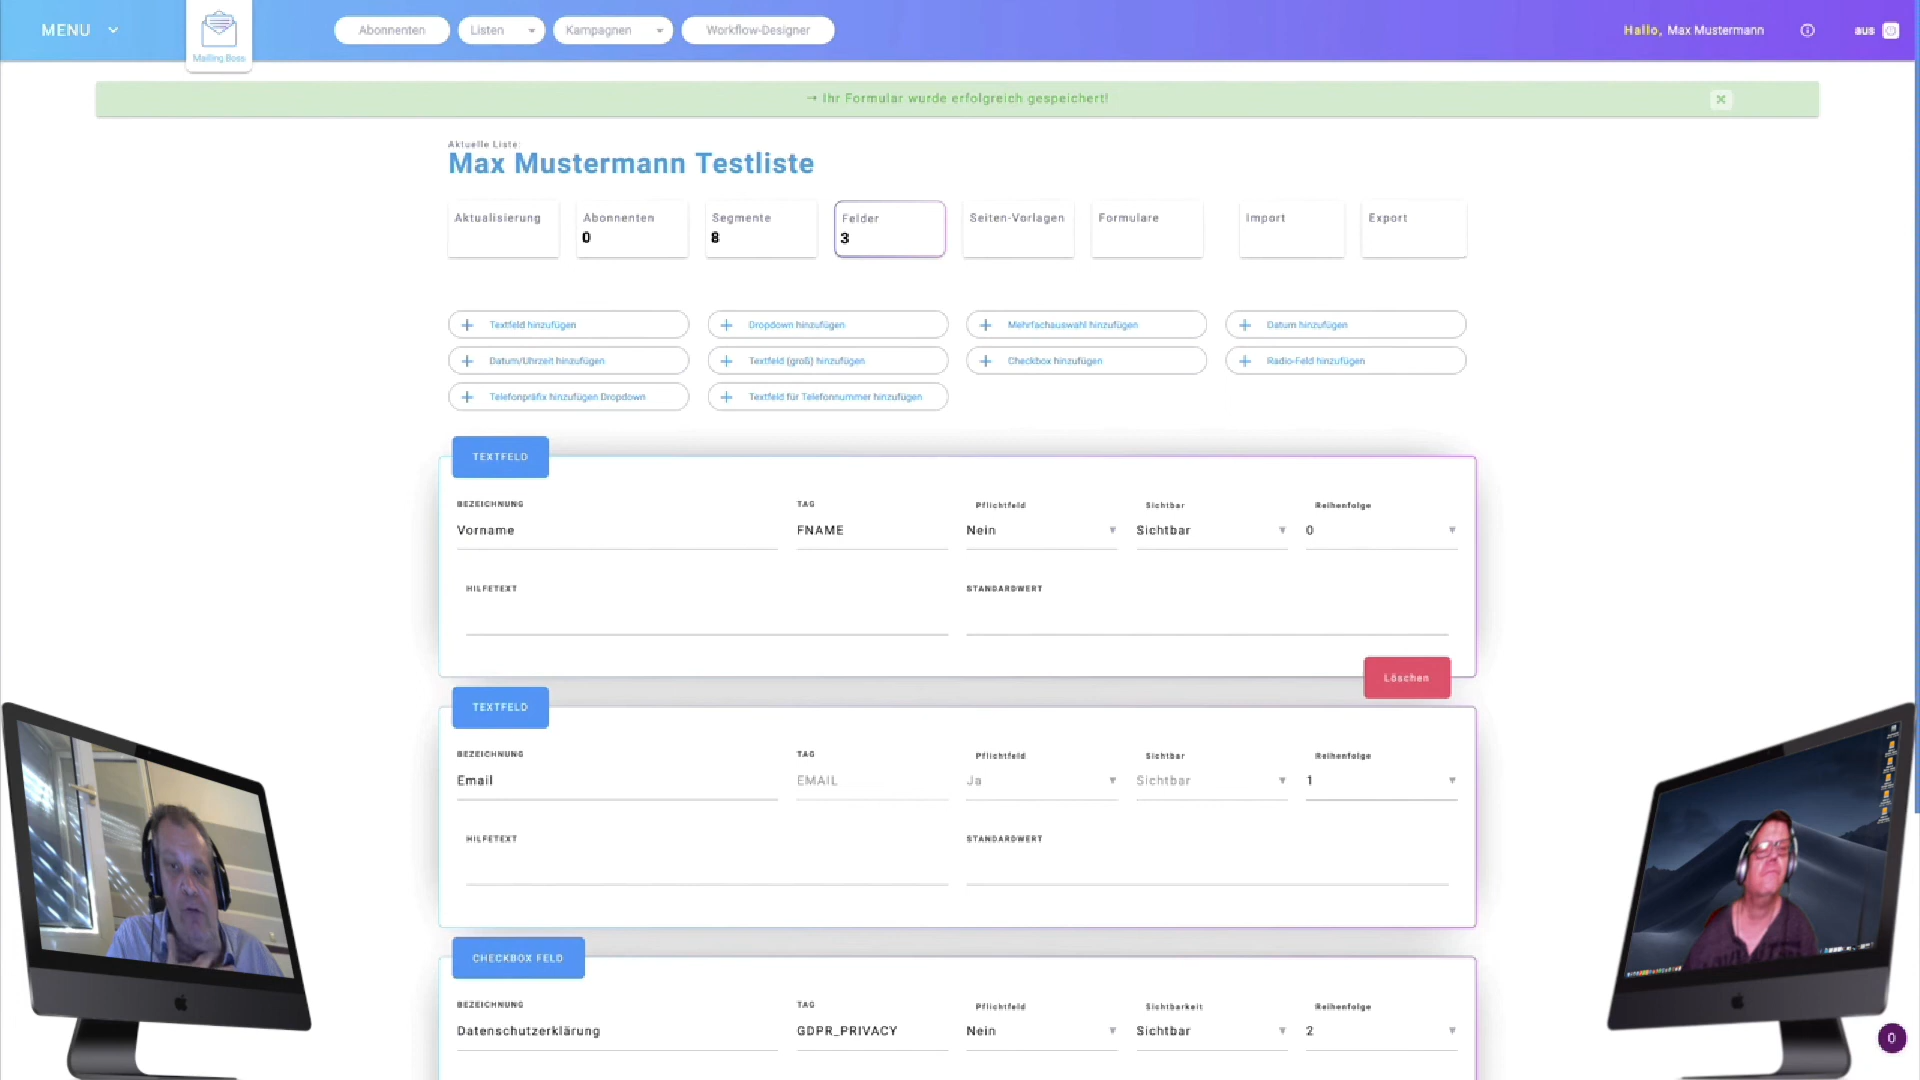 MENU
Mailing Boss
Abonnenten
Listen
Kampagnen
Workflow-Designer
Hallo, Max Mustermann
aus
→ Ihr Formular wurde erfolgreich gespeichert!
Aktuelle Liste:
Max Mustermann Testliste
Aktualisierung
Abonnenten
0
Segmente
8
Felder
3
Seiten-Vorlagen
Formulare
Import
Export
+ Textfeld hinzufügen
+ Dropdown hinzufügen
+ Mehrfachauswahl hinzufügen
+ Datum hinzufügen
+ Datum/Uhrzeit hinzufügen
+ Textfeld (groß) hinzufügen
+ Checkbox hinzufügen
+ Radio-Feld hinzufügen
+ Telefonpräfix hinzufügen Dropdown
+ Textfeld für Telefonnummer hinzufügen
TEXTFELD
BEZEICHNUNG TAG Pflichtfeld Sichtbar Reihenfolge
Vorname FNAME Nein Sichtbar 0
HILFETEXT STANDARDWERT
Löschen
TEXTFELD
BEZEICHNUNG TAG Pflichtfeld Sichtbar Reihenfolge
Email EMAIL Ja Sichtbar 1
HILFETEXT STANDARDWERT
CHECKBOX FELD
BEZEICHNUNG TAG Pflichtfeld Sichtbarkeit Reihenfolge
Datenschutzerklärung GDPR_PRIVACY Nein Sichtbar 2
0